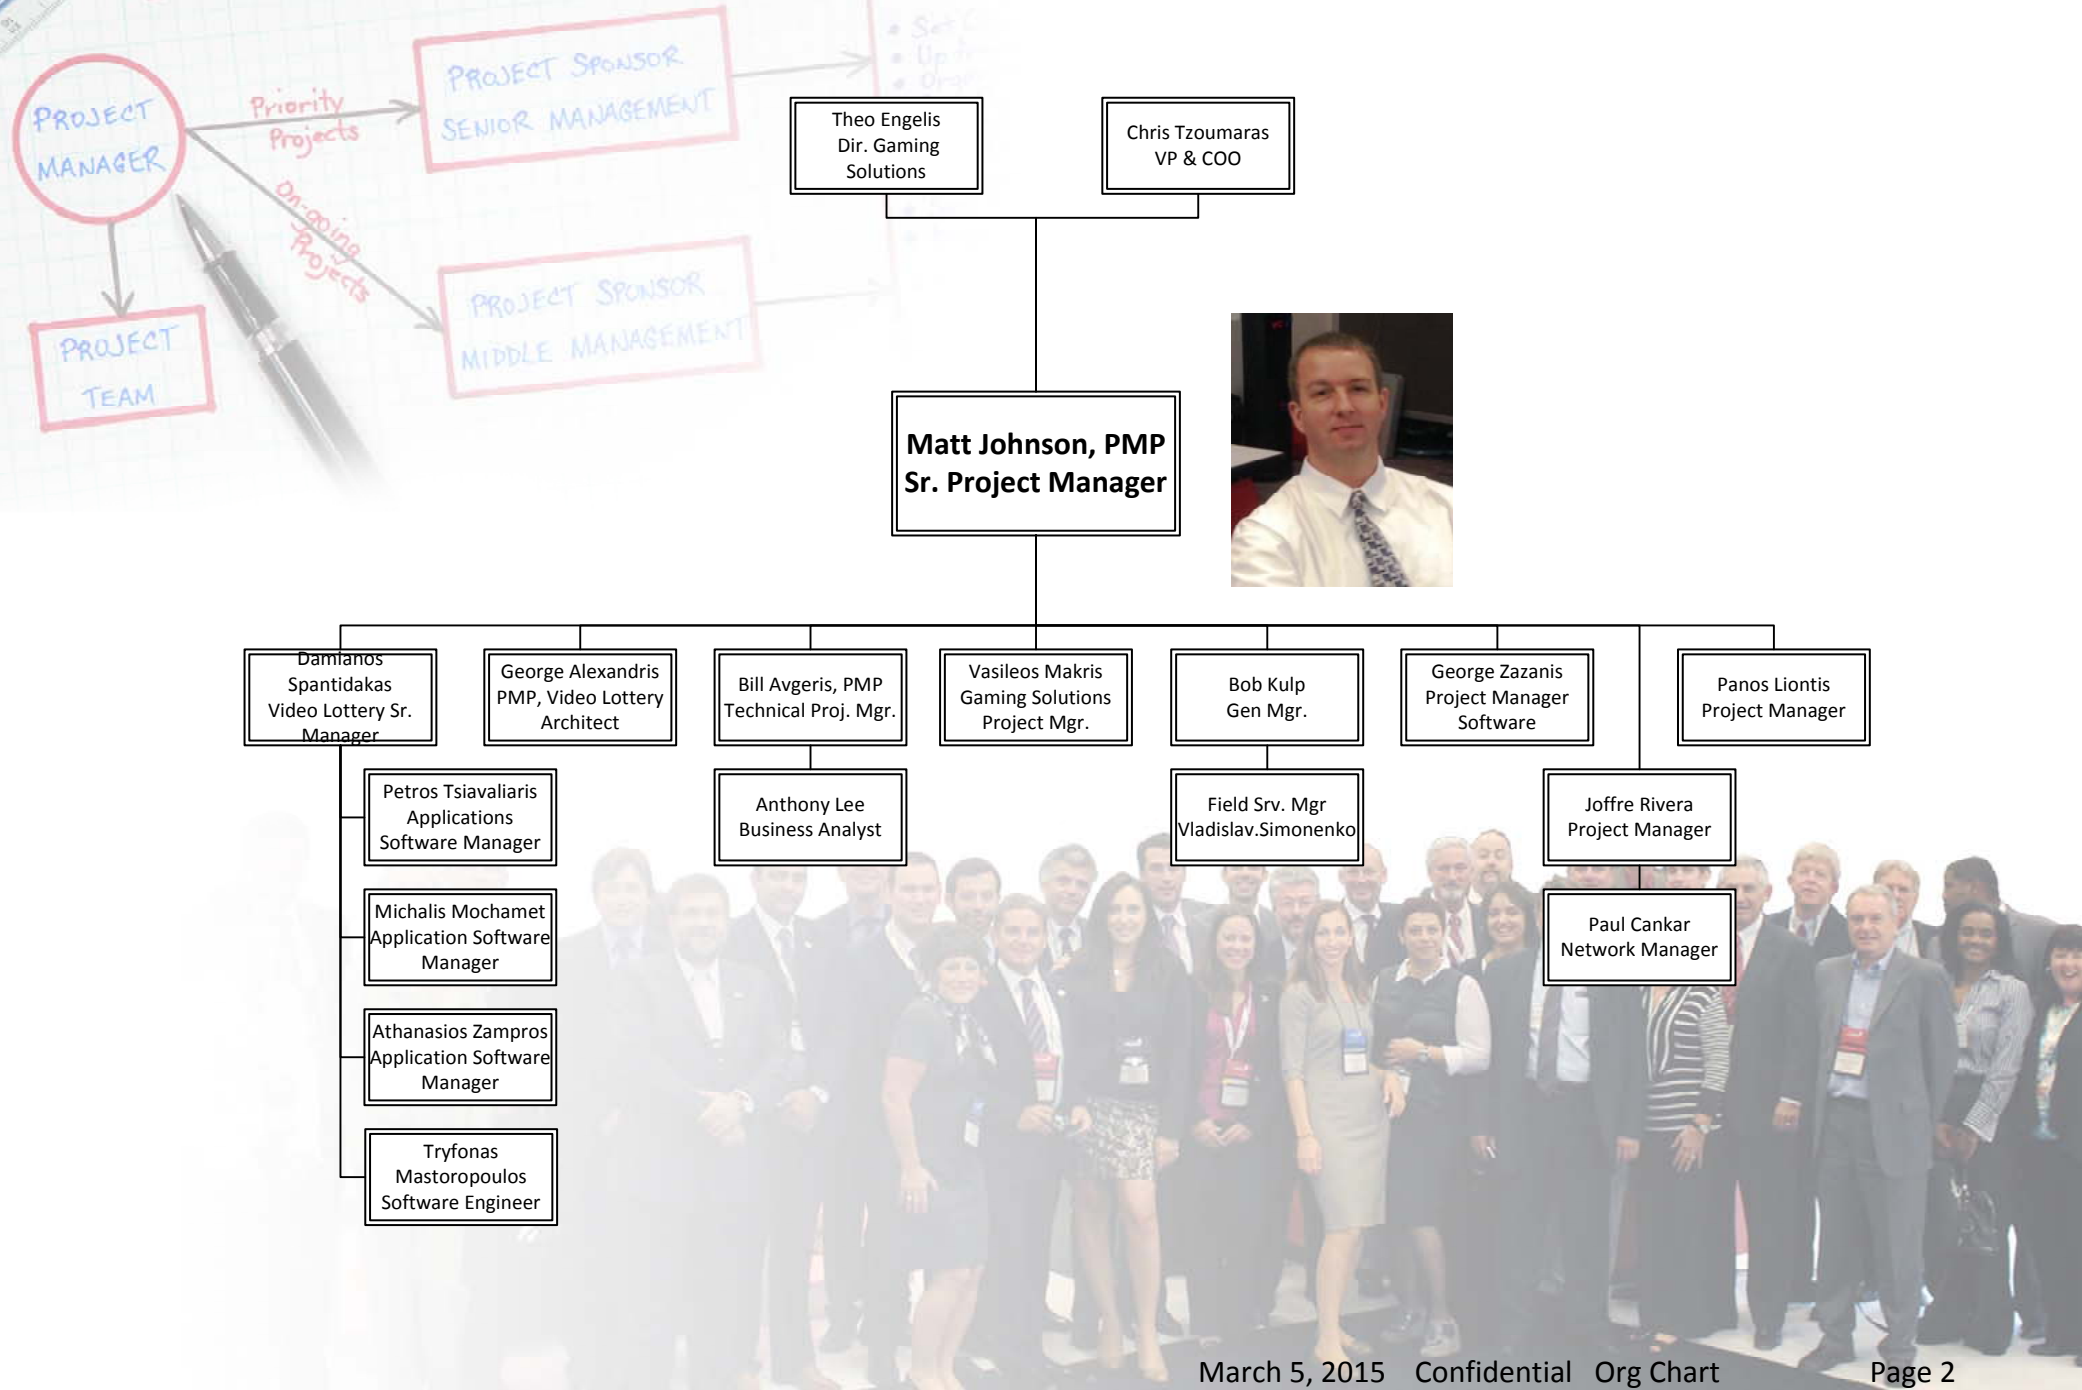 PROJECT
MANAGER
Priority
Projects
On-going
Projects
PROJECT SPONSOR
SENIOR MANAGEMENT
PROJECT SPONSOR
MIDDLE MANAGEMENT
PROJECT
TEAM
Theo Engelis
Dir. Gaming
Solutions
Chris Tzoumaras
VP & COO
Matt Johnson, PMP
Sr. Project Manager
Damianos
Spantidakas
Video Lottery Sr.
Manager
George Alexandris
PMP, Video Lottery
Architect
Bill Avgeris, PMP
Technical Proj. Mgr.
Vasileos Makris
Gaming Solutions
Project Mgr.
Bob Kulp
Gen Mgr.
George Zazanis
Project Manager
Software
Panos Liontis
Project Manager
Petros Tsiavaliaris
Applications
Software Manager
Anthony Lee
Business Analyst
Field Srv. Mgr
Vladislav.Simonenko
Joffre Rivera
Project Manager
Michalis Mochamet
Application Software
Manager
Paul Cankar
Network Manager
Athanasios Zampros
Application Software
Manager
Tryfonas
Mastoropoulos
Software Engineer
March 5, 2015 Confidential Org Chart Page 2